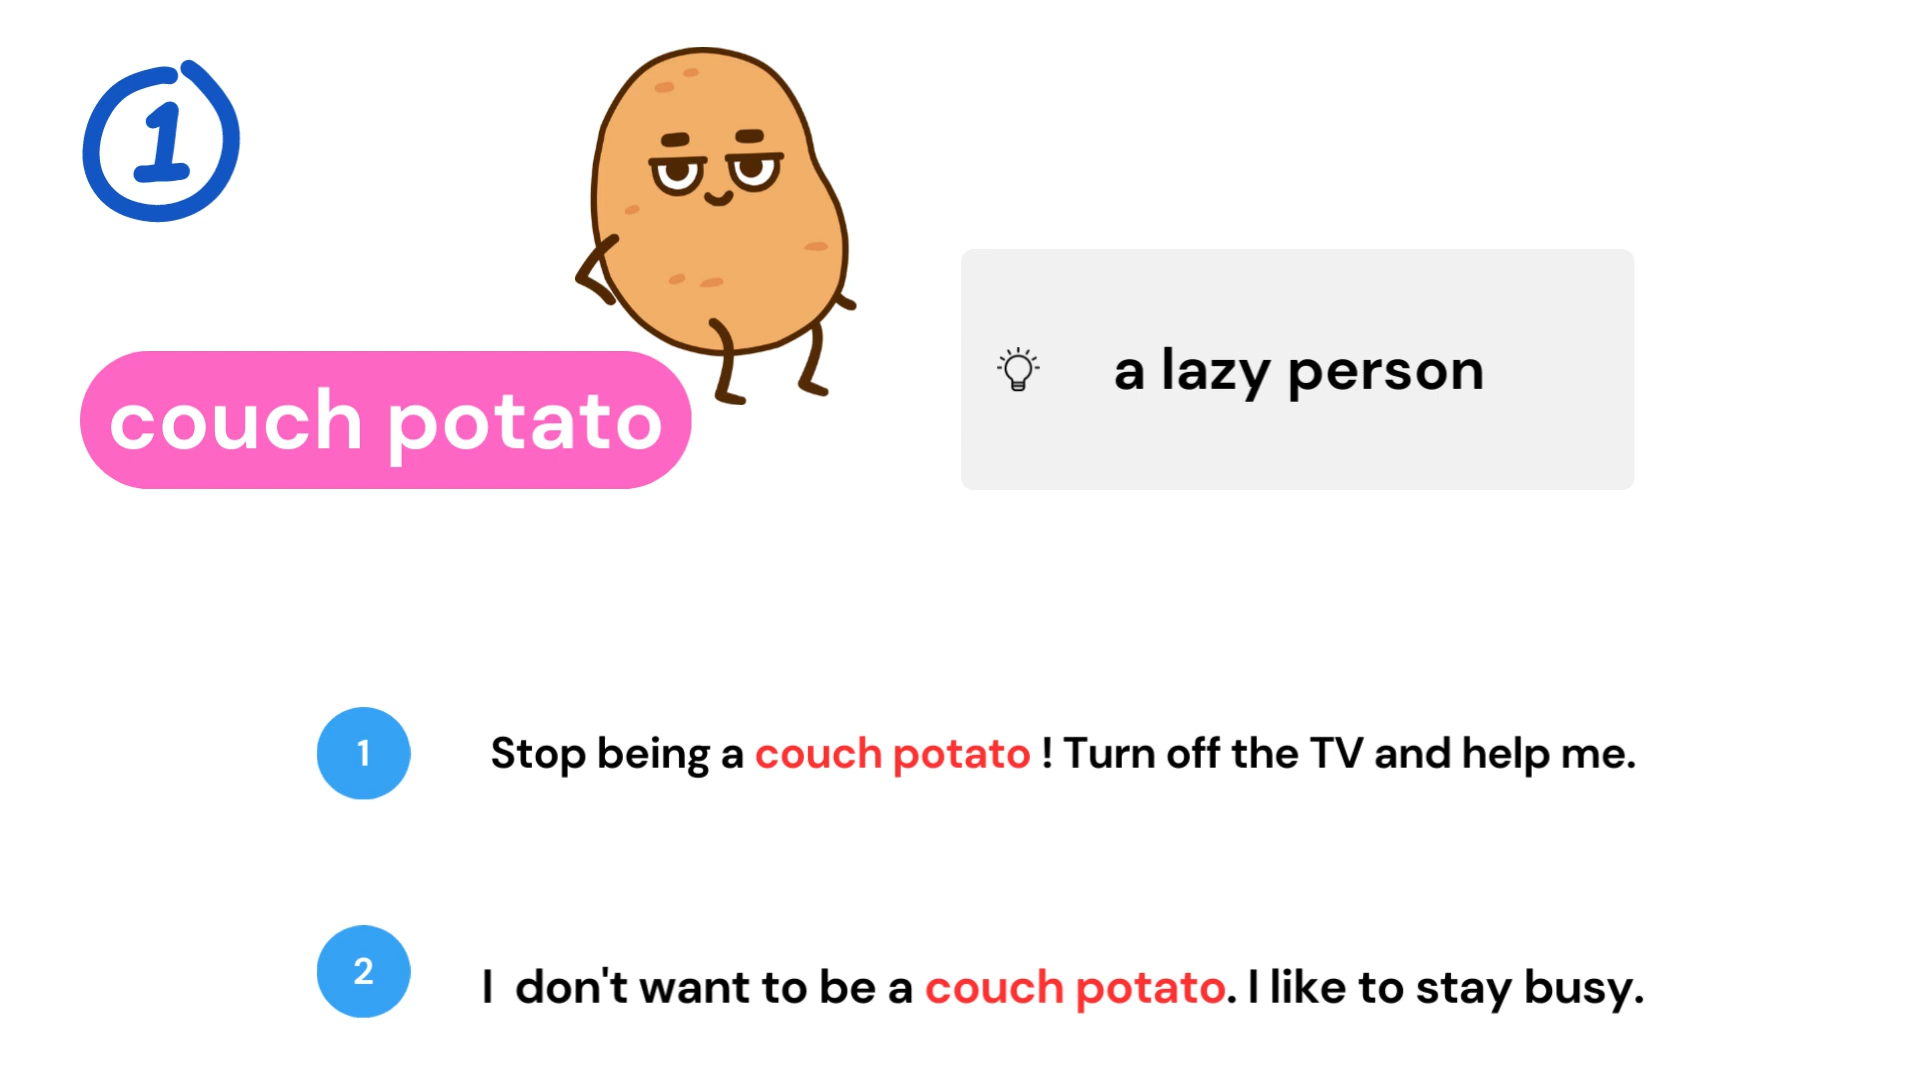 1
couch potato
a lazy person
1
Stop being a couch potato ! Turn off the TV and help me.
2
I don't want to be a couch potato. I like to stay busy.